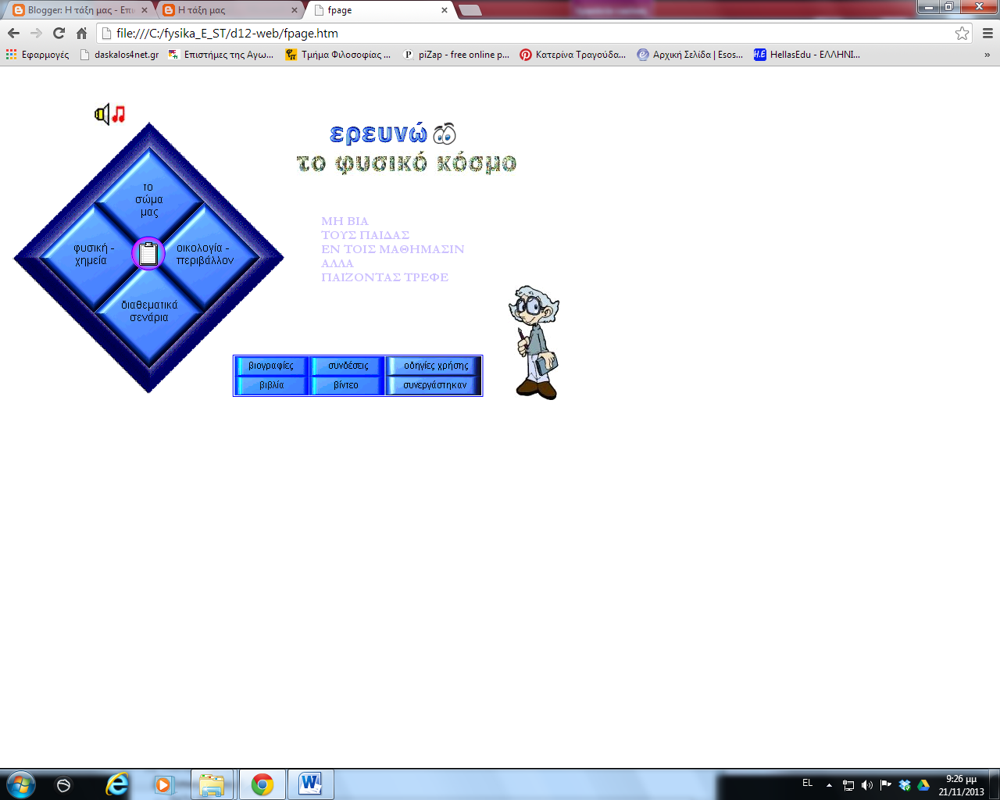 Blogger: Η τάξη μας - Επι
Η τάξη μας
fpage
file:///C:/fysika_E_ST/d12-web/fpage.htm
Εφαρμογές
daskalos4net.gr
Επιστήμες της Αγω...
Τμήμα Φιλοσοφίας ...
piZap - free online p...
Κατερίνα Τραγούδα...
Αρχική Σελίδα | Esos...
HellasEdu - ΕΛΛΗΝΙ...
ερευνώ
το φυσικό κόσμο
το
σώμα
μας
φυσική -
χημεία
οικολογία -
περιβάλλον
διαθεματικά
σενάρια
ΜΗ ΒΙΑ
ΤΟΥΣ ΠΑΙΔΑΣ
ΕΝ ΤΟΙΣ ΜΑΘΗΜΑΣΙΝ
ΑΛΛΑ
ΠΑΙΖΟΝΤΑΣ ΤΡΕΦΕ
βιογραφίες
συνδέσεις
οδηγίες χρήσης
βιβλία
βίντεο
συνεργάστηκαν
EL
9:26 μμ
21/11/2013